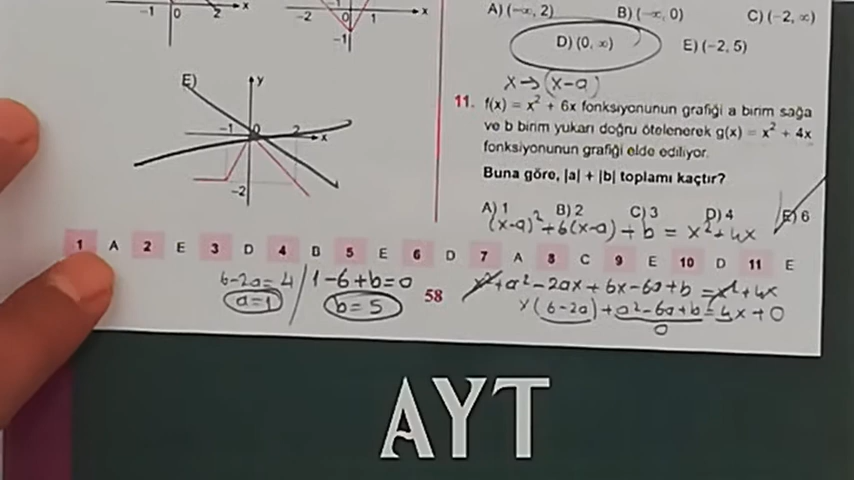 -1 0 2 x
-2 0 1 x
-1
-1
A) (-∞, 2) B) (-∞, 0) C) (-2, ∞)
D) (0, ∞) E) (-2, 5)
E) y
-1 0 2 x
-2
x → (x-a)
11. f(x) = x² + 6x fonksiyonunun grafiği a birim sağa
ve b birim yukarı doğru ötelenerek g(x) = x² + 4x
fonksiyonunun grafiği elde ediliyor.
Buna göre, |a| + |b| toplamı kaçtır?
A) 1 B) 2 C) 3 D) 4 E) 6
(x-a)² + 6(x-a) + b = x² + 4x
1 A 2 E 3 D 4 B 5 E 6 D 7 A 8 C 9 E 10 D 11 E
6-2a = 4 / 1-6+b=0
a=1 b=5
58
x² + a² - 2ax + 6x - 6a + b = x² + 4x
x(6-2a) + a² - 6a + b = 4x + 0
0
AYT